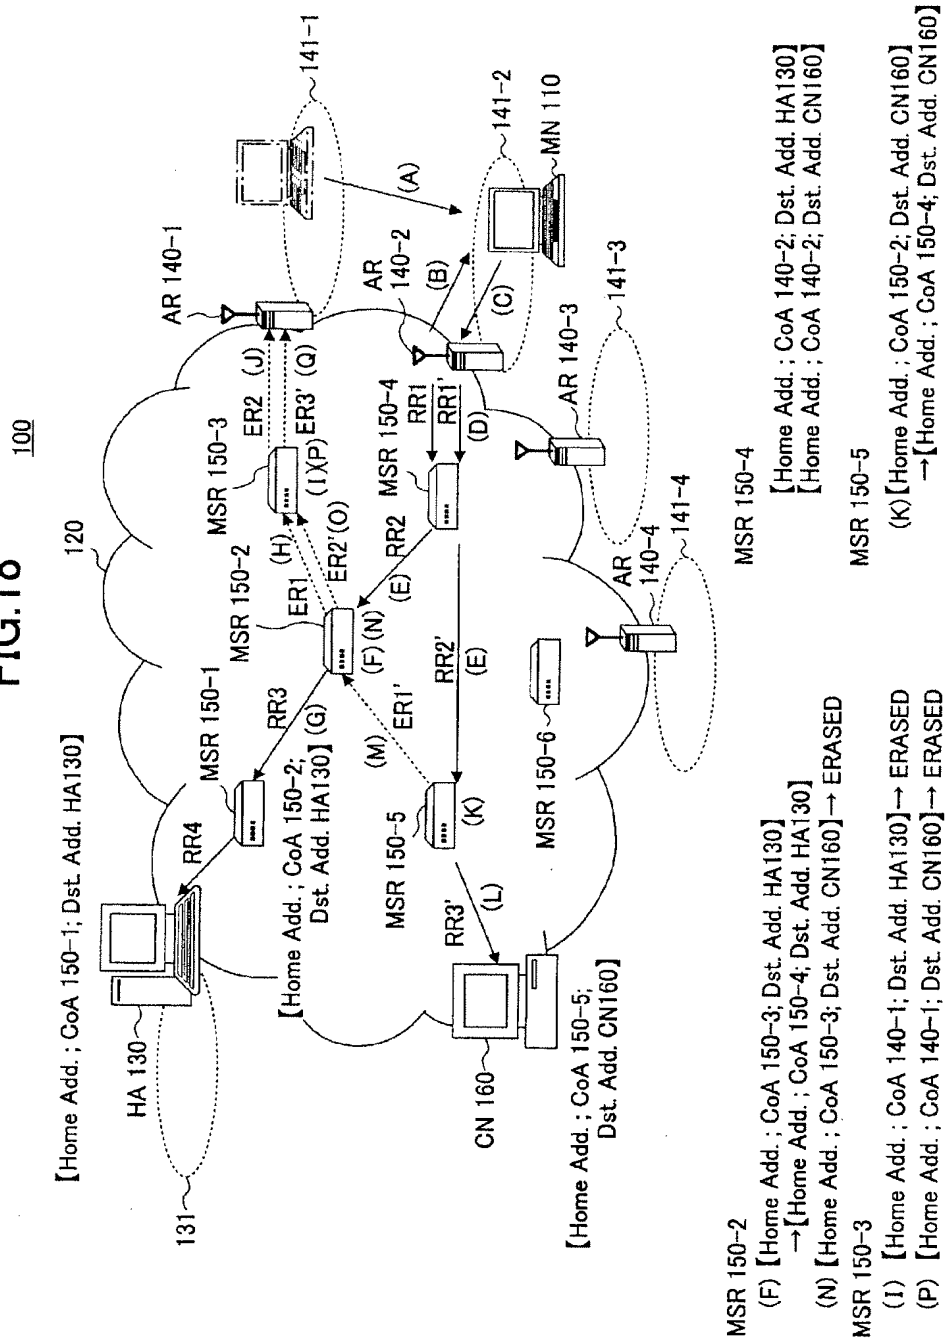 FIG.18
100
【Home Add. ; CoA 150-1; Dst. Add. HA130】
120
HA 130
131
RR4
MSR 150-1
RR3
(G)
MSR 150-2
(F) (N)
ER1
(H)
ER2'(O)
MSR 150-3
(I)(P)
ER2
(J)
ER3'
(Q)
AR 140-1
141-1
(A)
【Home Add. ; CoA 150-2;
Dst. Add. HA130】
(M)
ER1'
(E)
RR2
MSR 150-4
RR1
RR1'
(D)
AR
140-2
(B)
(C)
141-2
MN 110
MSR 150-5
(K)
RR2'
(E)
CN 160
RR3'
(L)
MSR 150-6
AR
140-4
141-4
AR 140-3
141-3
【Home Add. ; CoA 150-5;
Dst. Add. CN160】
MSR 150-2
(F)【Home Add. ; CoA 150-3; Dst. Add. HA130】
→【Home Add. ; CoA 150-4; Dst. Add. HA130】
(N)【Home Add. ; CoA 150-3; Dst. Add. CN160】→ ERASED
MSR 150-3
(I) 【Home Add. ; CoA 140-1; Dst. Add. HA130】→ ERASED
(P) 【Home Add. ; CoA 140-1; Dst. Add. CN160】→ ERASED
MSR 150-4
【Home Add. ; CoA 140-2; Dst. Add. HA130】
【Home Add. ; CoA 140-2; Dst. Add. CN160】
MSR 150-5
(K)【Home Add. ; CoA 150-2; Dst. Add. CN160】
→【Home Add. ; CoA 150-4; Dst. Add. CN160】